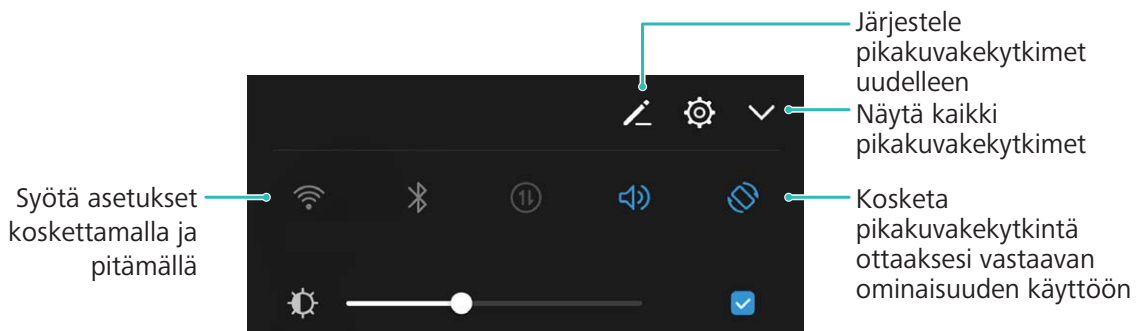 Järjestele
pikakuvakekytkimet
uudelleen
Näytä kaikki
pikakuvakekytkimet
Syötä asetukset
koskettamalla ja
pitämällä
Kosketa
pikakuvakekytkintä
ottaaksesi vastaavan
ominaisuuden käyttöön